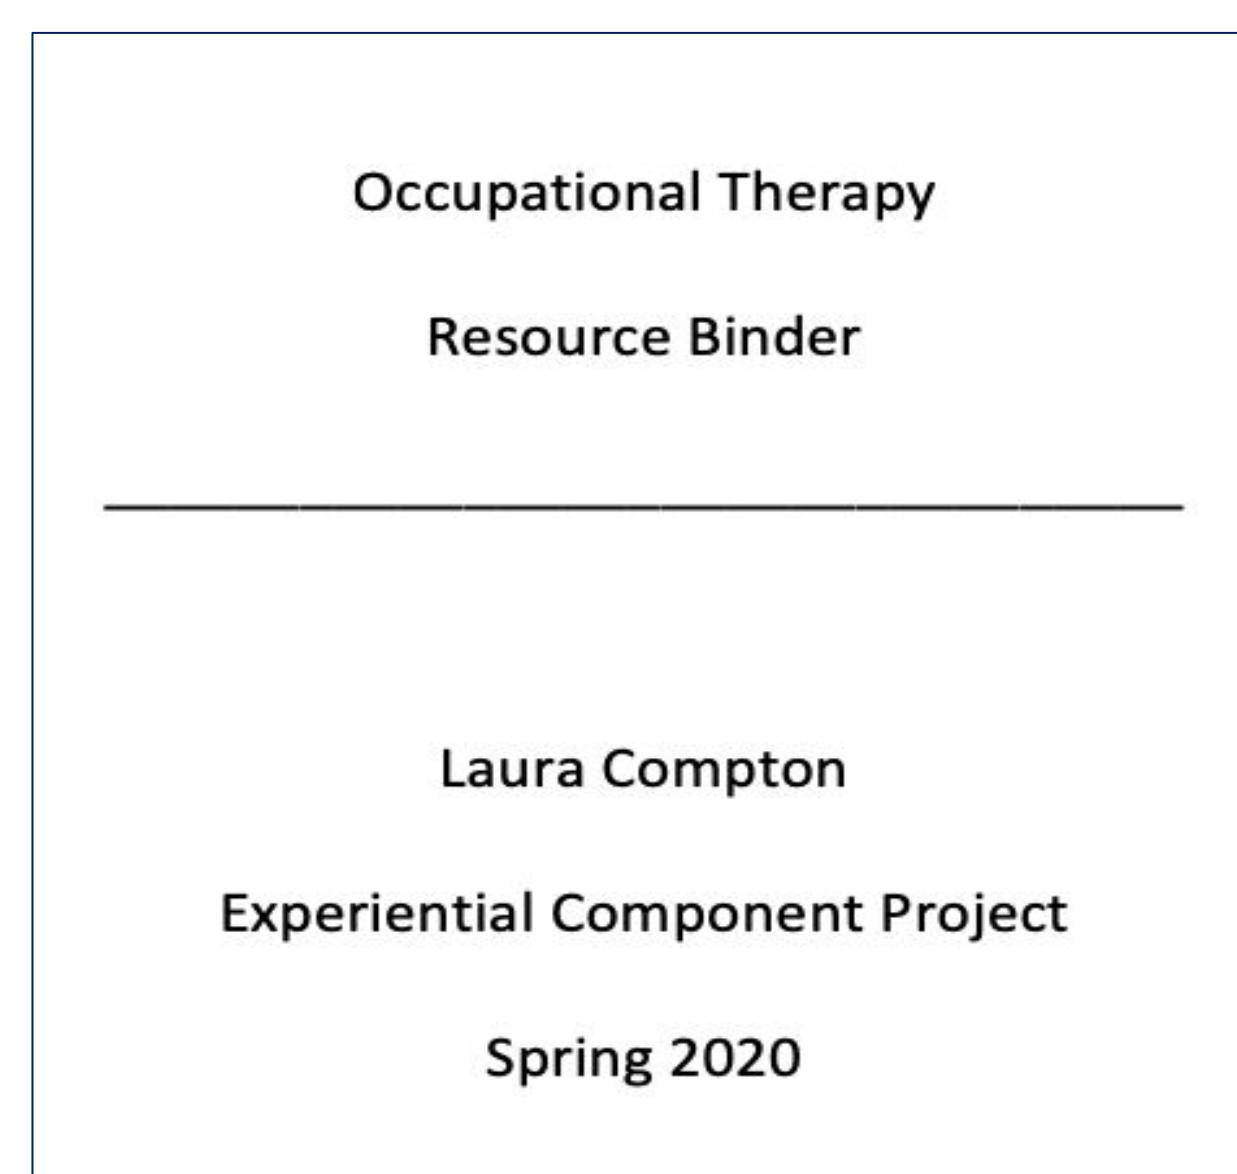 Occupational Therapy
Resource Binder
Laura Compton
Experiential Component Project
Spring 2020